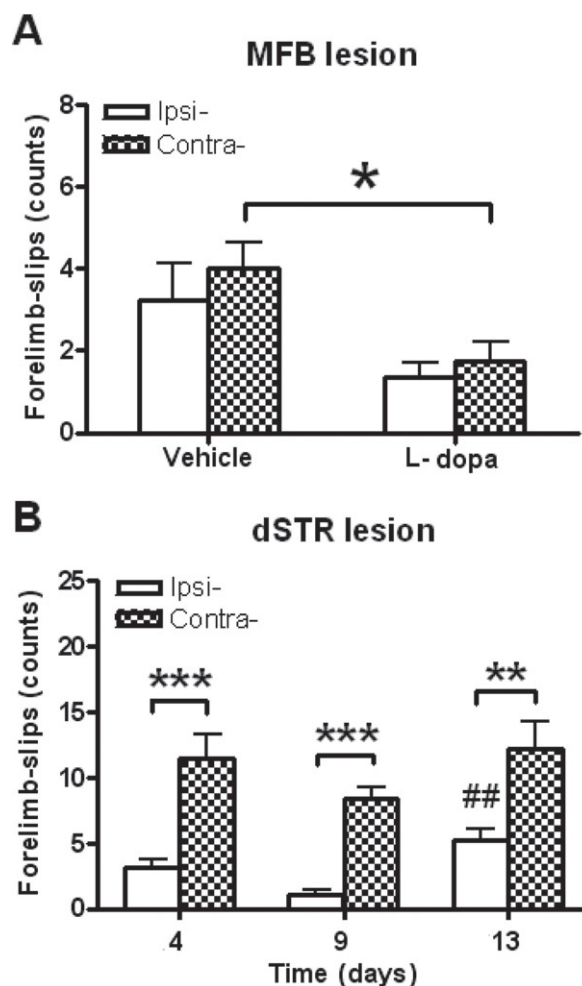 A
MFB lesion
Ipsi-
Contra-
8
6
4
2
0
Forelimb-slips (counts)
*
Vehicle L-dopa
B
dSTR lesion
Ipsi-
Contra-
25
20
15
10
5
0
Forelimb-slips (counts)
*** *** **
##
4 9 13
Time (days)